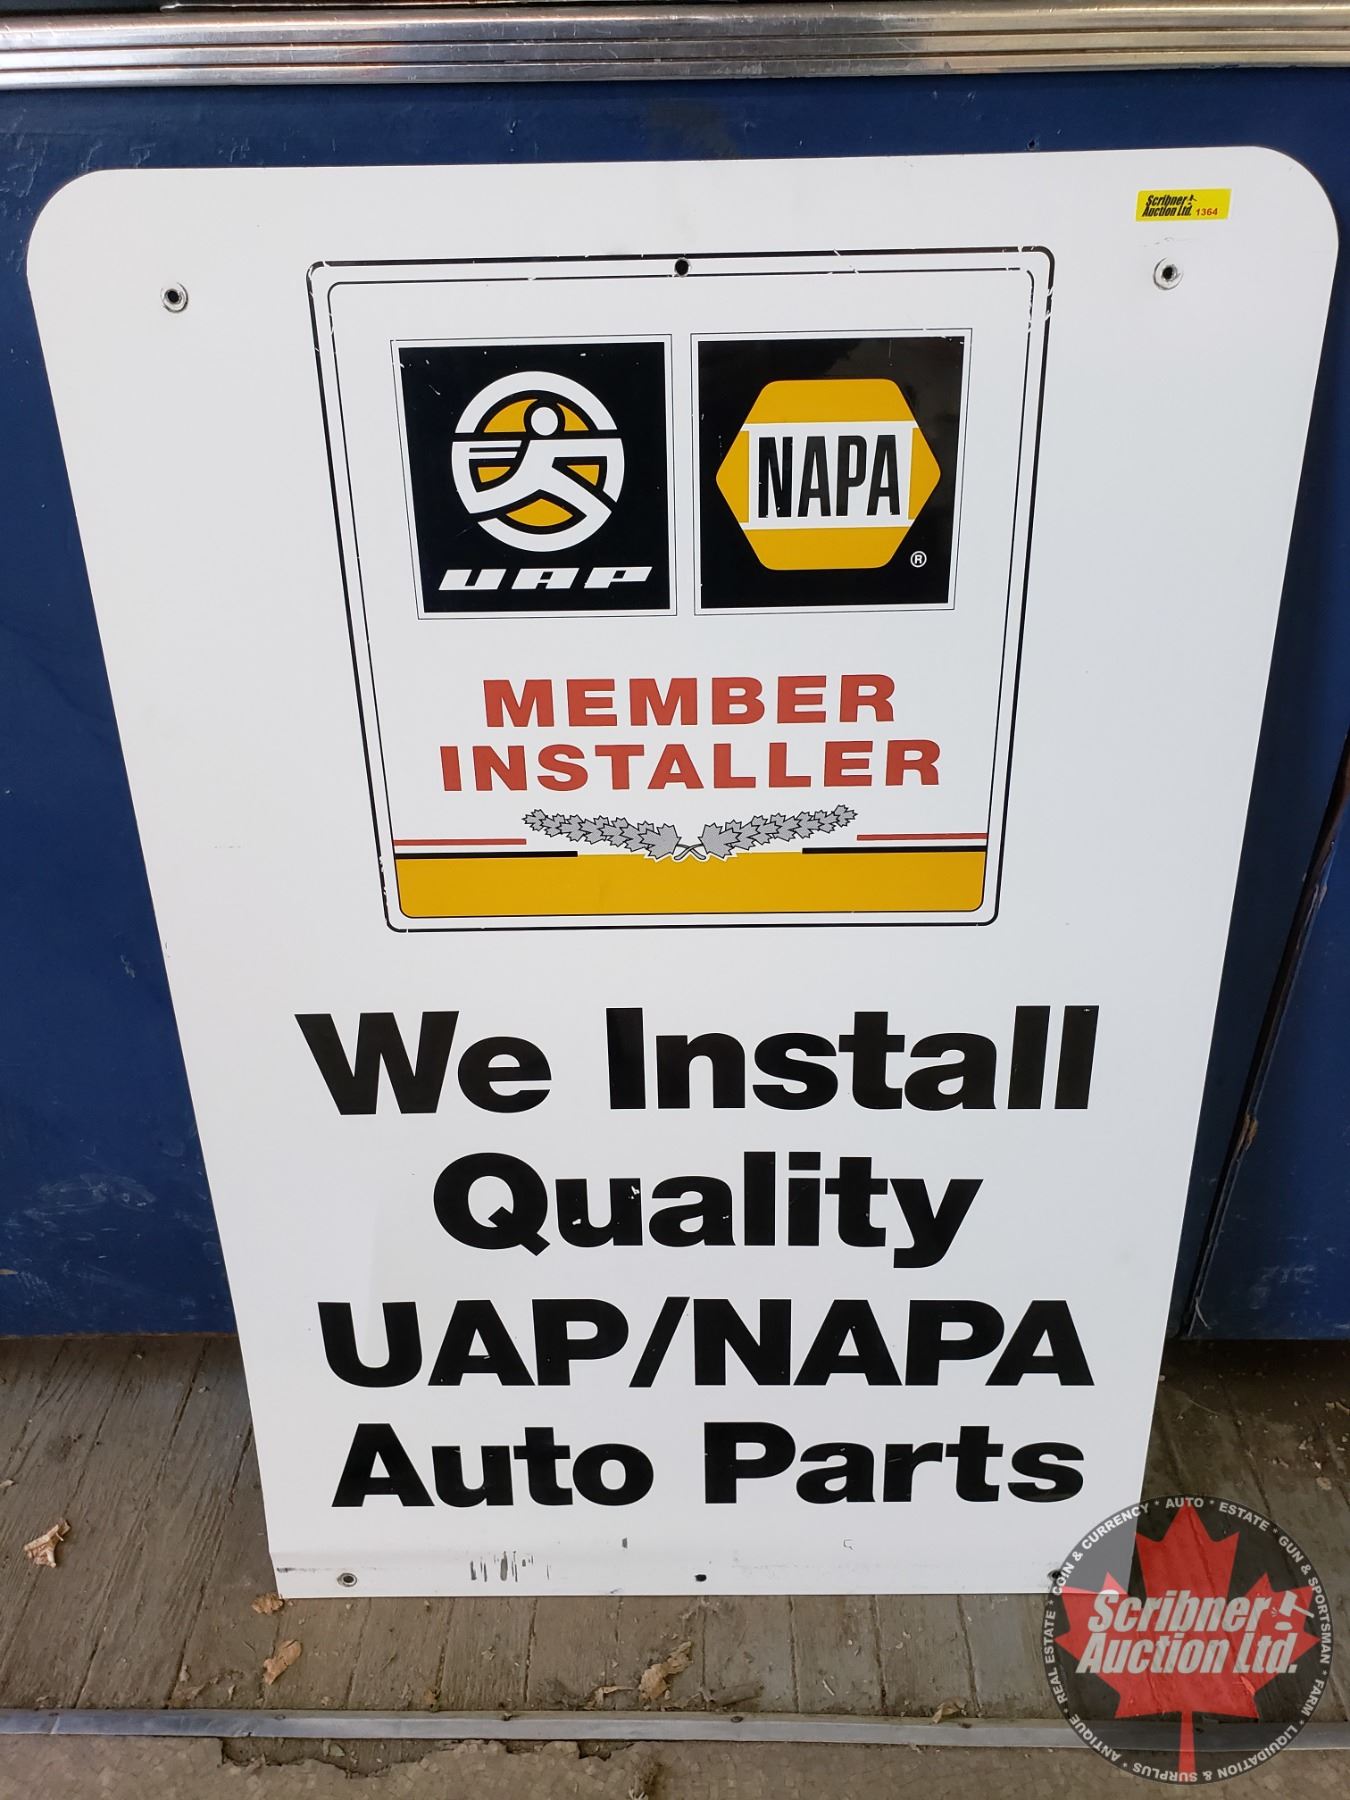 Scribner
Auction Ltd. 1364
UAP
NAPA
®
MEMBER
INSTALLER
We Install
Quality
UAP/NAPA
Auto Parts
COIN & CURRENCY * AUTO * ESTATE * GUN & SPORTSMAN * FARM * LIQUIDATION & SURPLUS * ANTIQUE * REAL ESTATE *
Scribner
Auction Ltd.